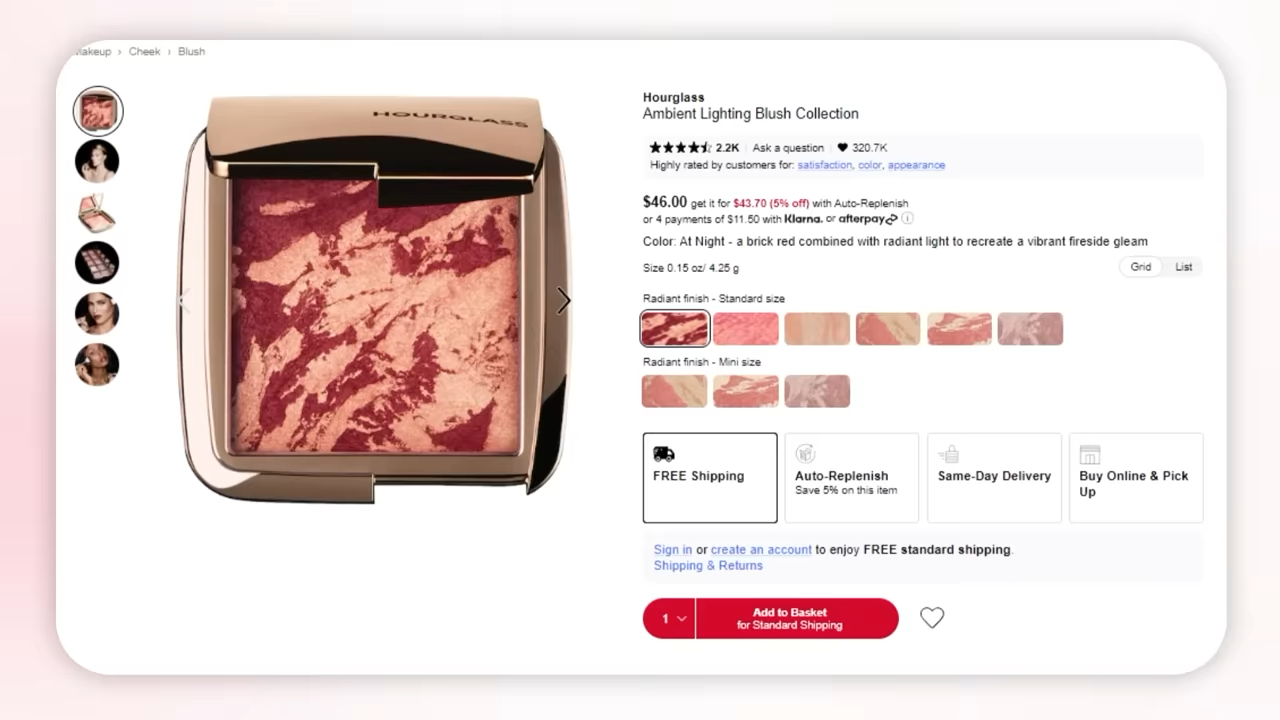 Makeup › Cheek › Blush
HOURGLASS
Hourglass
Ambient Lighting Blush Collection
2.2K Ask a question 320.7K
Highly rated by customers for: satisfaction, color, appearance
$46.00 get it for $43.70 (5% off) with Auto-Replenish
or 4 payments of $11.50 with Klarna. or afterpay
Color: At Night - a brick red combined with radiant light to recreate a vibrant fireside gleam
Size 0.15 oz/ 4.25 g
Grid List
Radiant finish - Standard size
Radiant finish - Mini size
FREE Shipping
Auto-Replenish
Save 5% on this item
Same-Day Delivery
Buy Online & Pick
Up
Sign in or create an account to enjoy FREE standard shipping.
Shipping & Returns
1
Add to Basket
for Standard Shipping